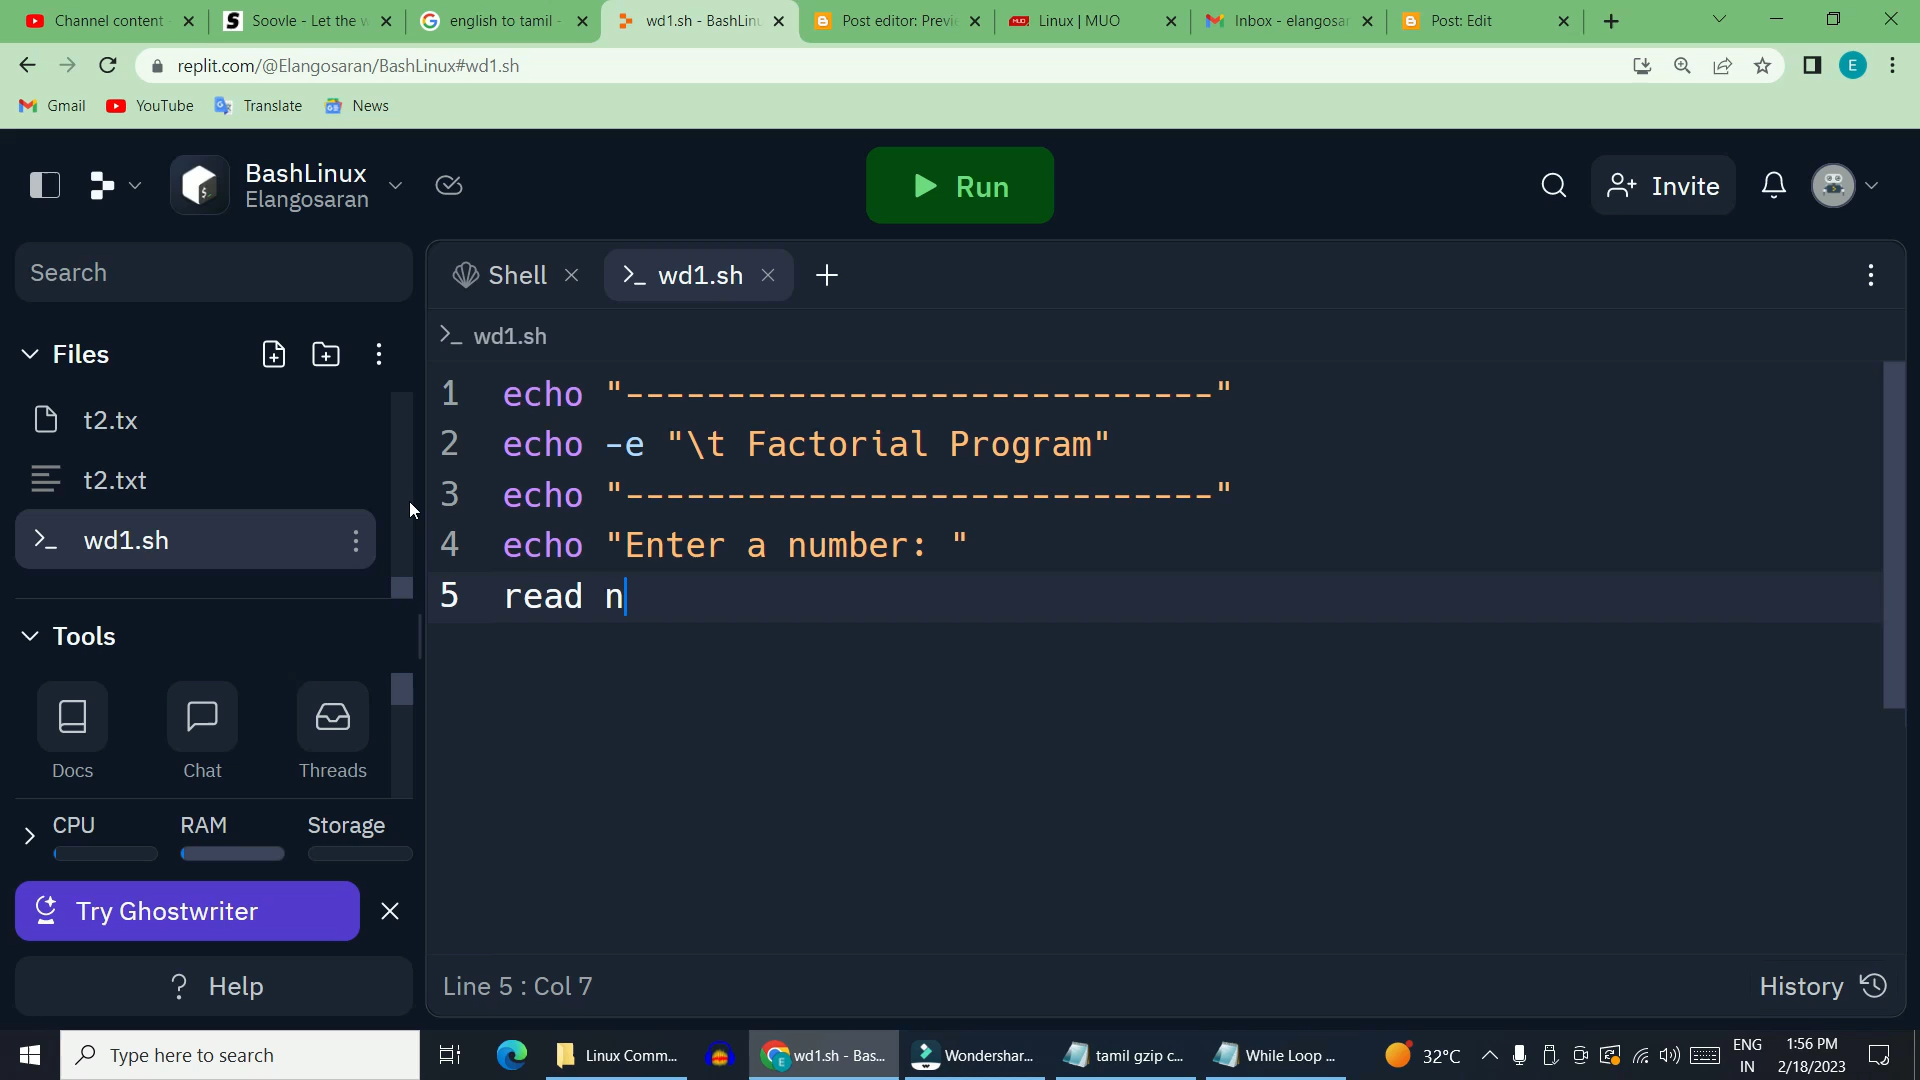 Channel content
Soovle - Let the w
english to tamil -
wd1.sh - BashLinu
Post editor: Previe
Linux | MUO
Inbox - elangosar
Post: Edit
replit.com/@Elangosaran/BashLinux#wd1.sh
E
Gmail
YouTube
Translate
News
BashLinux
Elangosaran
Run
Invite
Search
Shell
wd1.sh
Files
wd1.sh
t2.tx
t2.txt
wd1.sh
1 echo "-----------------------------"
2 echo -e "\t Factorial Program"
3 echo "-----------------------------"
4 echo "Enter a number: "
5 read n
Tools
Docs
Chat
Threads
CPU
RAM
Storage
Try Ghostwriter
? Help
Line 5 : Col 7
History
Type here to search
Linux Comm...
wd1.sh - Bas...
Wondershar...
tamil gzip c...
While Loop ...
32°C
ENG
IN
1:56 PM
2/18/2023